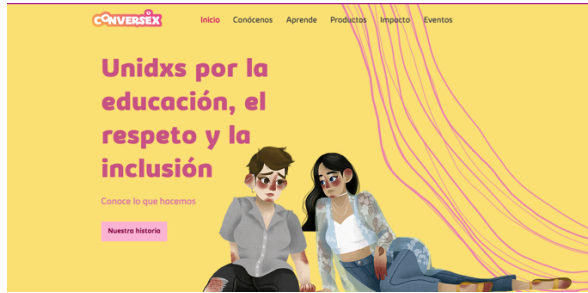 CONVERSEX
Inicio Conócenos Aprende Productos Impacto Eventos
Unidxs por la
educación, el
respeto y la
inclusión
Conoce lo que hacemos
Nuestra historia